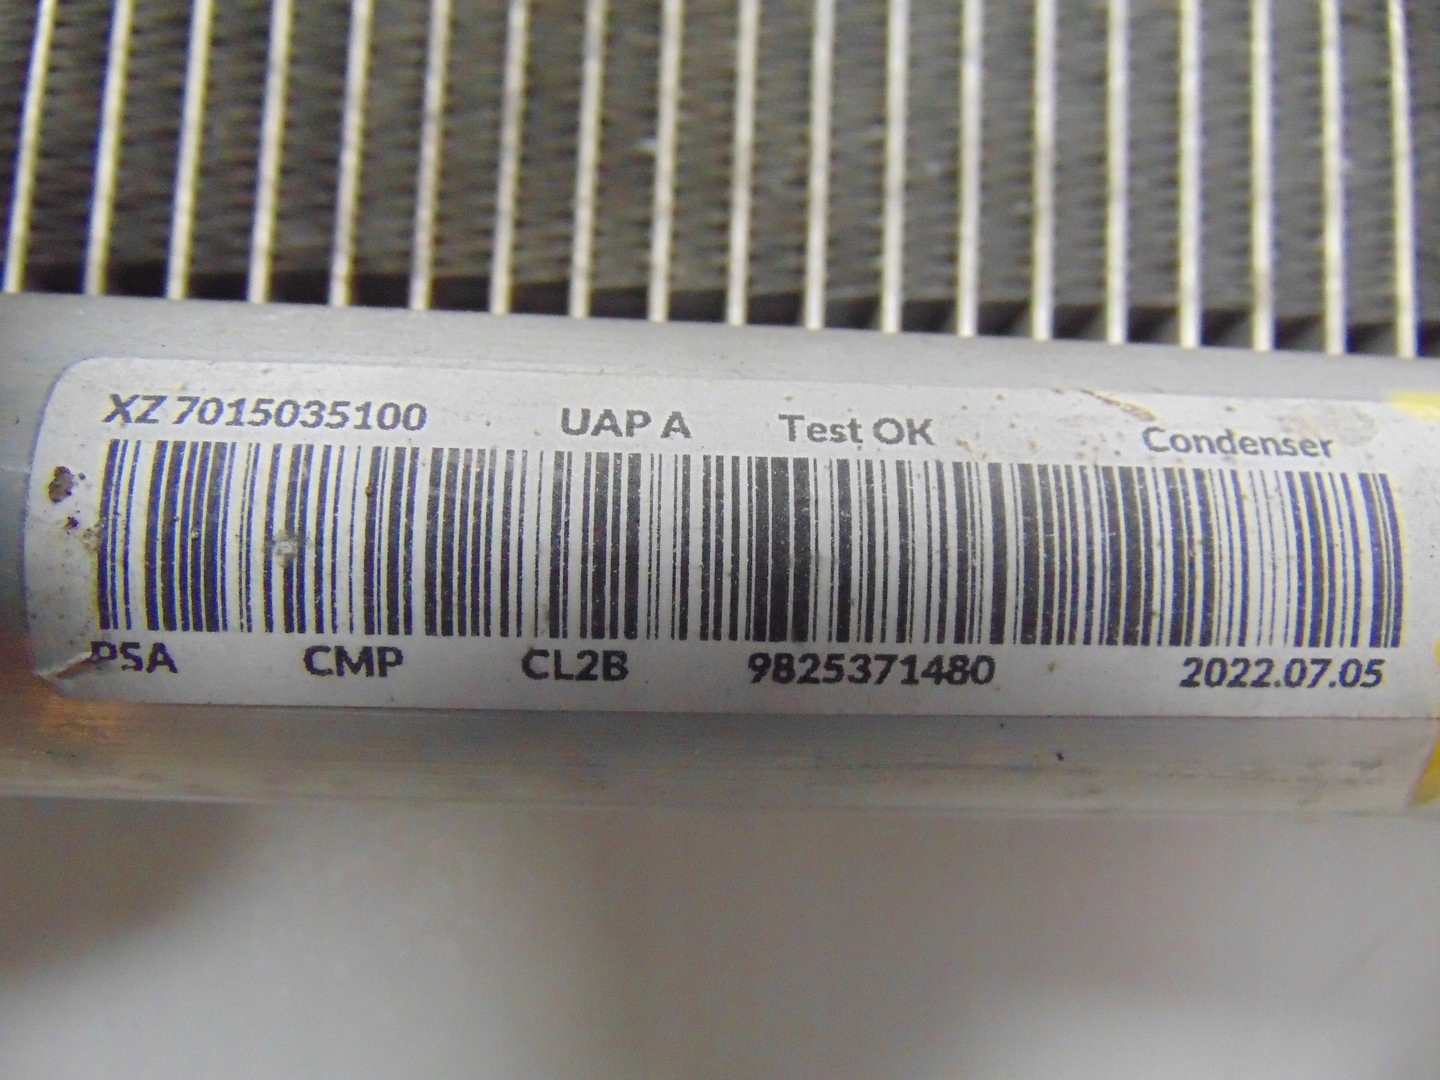 XZ 7015035100 UAP A Test OK Condenser
PSA CMP CL2B 9825371480 2022.07.05